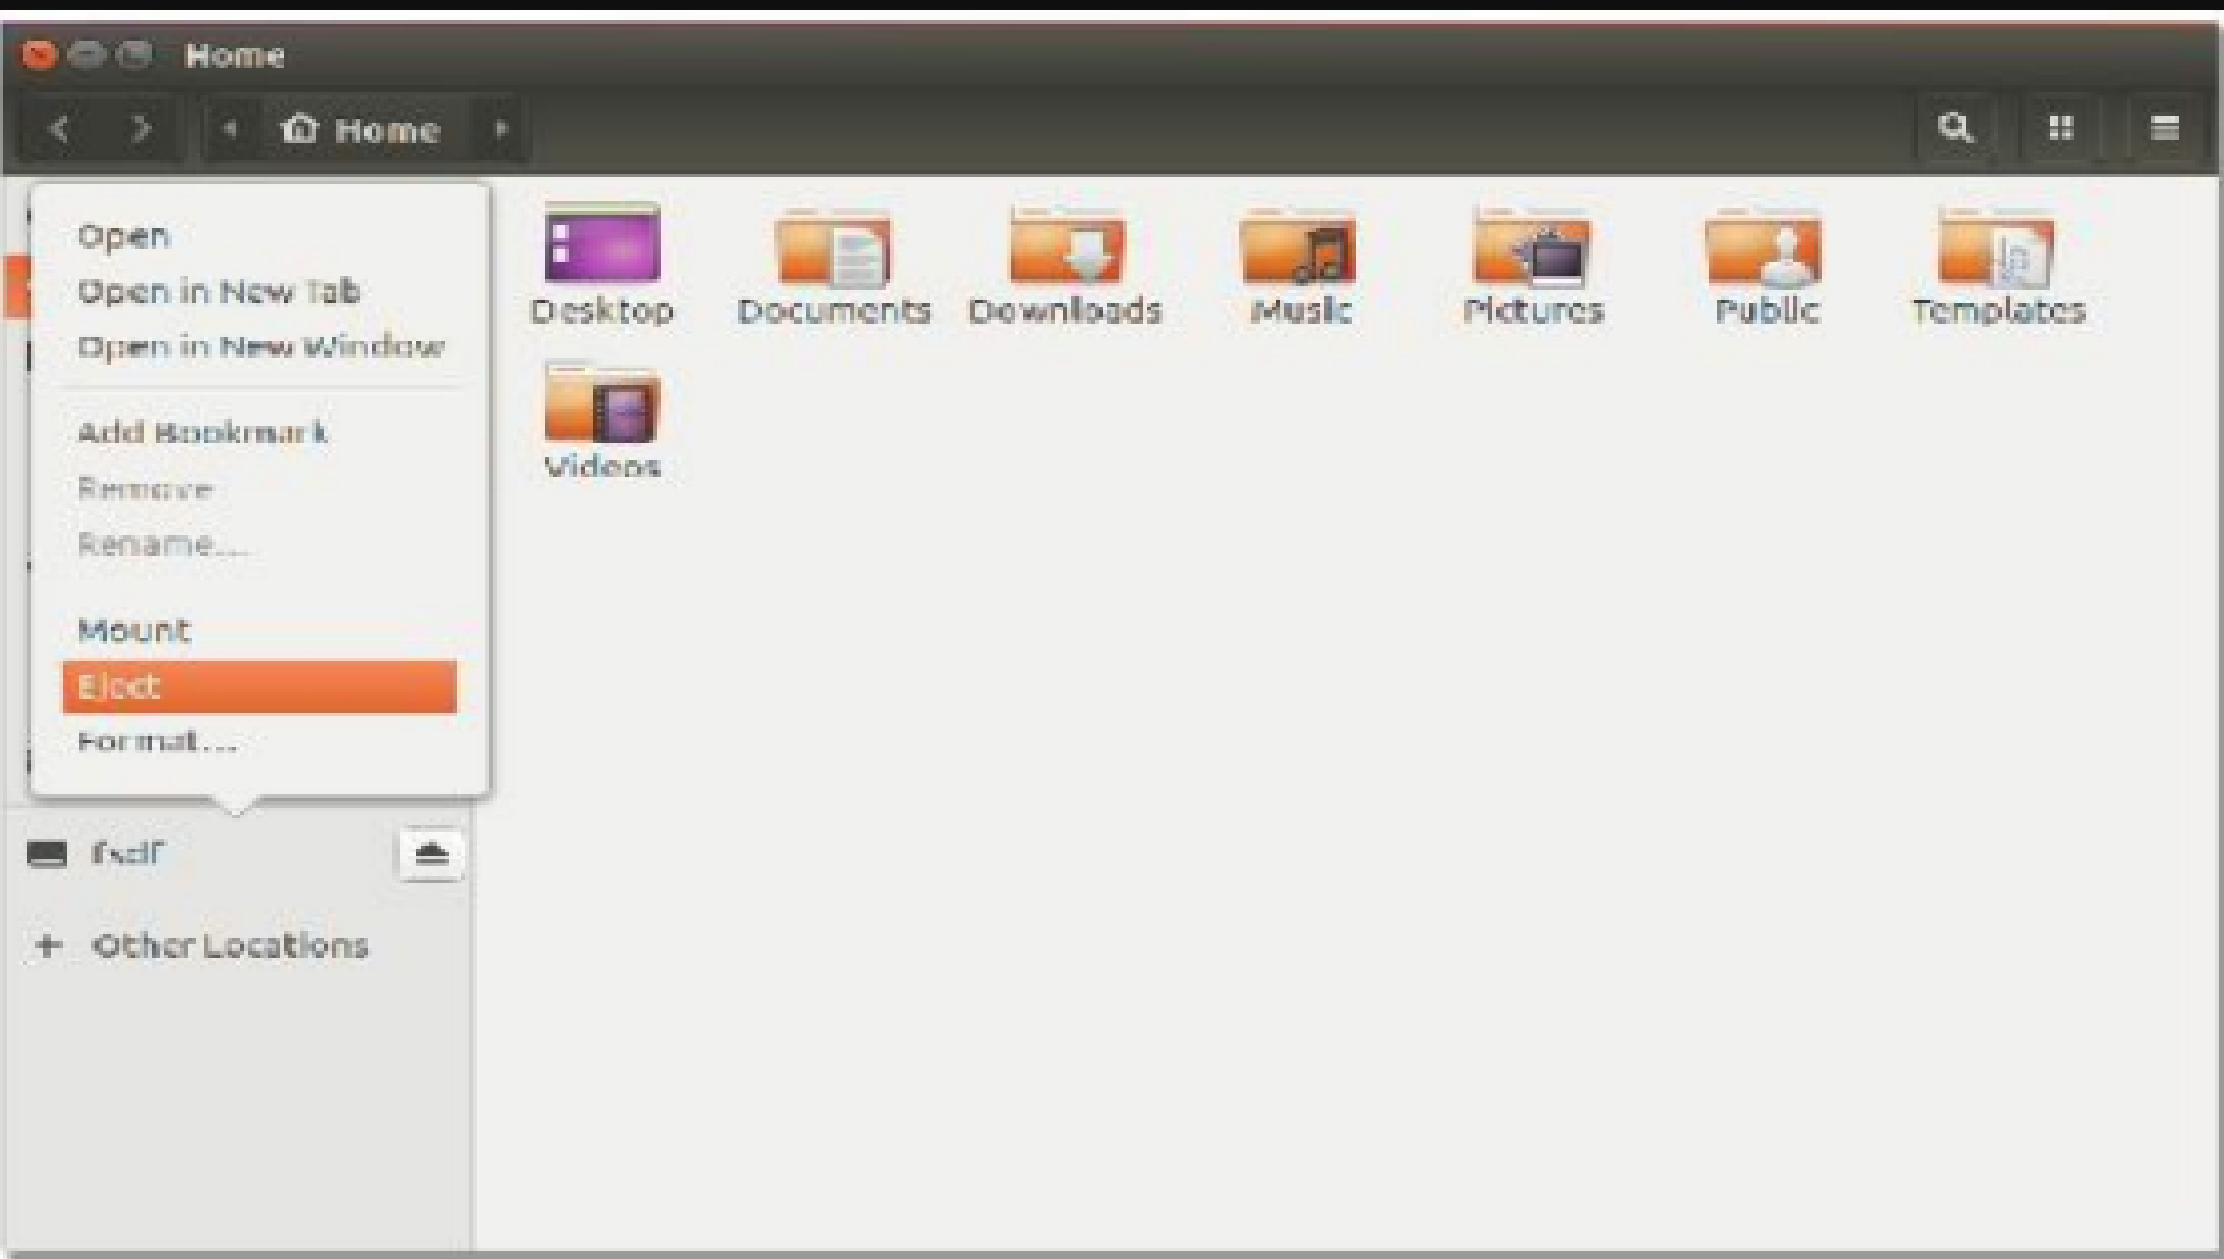 Home
Home
Open
Open in New Tab
Open in New Window
Add Bookmark
Remove
Rename...
Mount
Eject
Format...
fsdf
+ Other Locations
Desktop
Documents
Downloads
Music
Pictures
Public
Templates
Videos